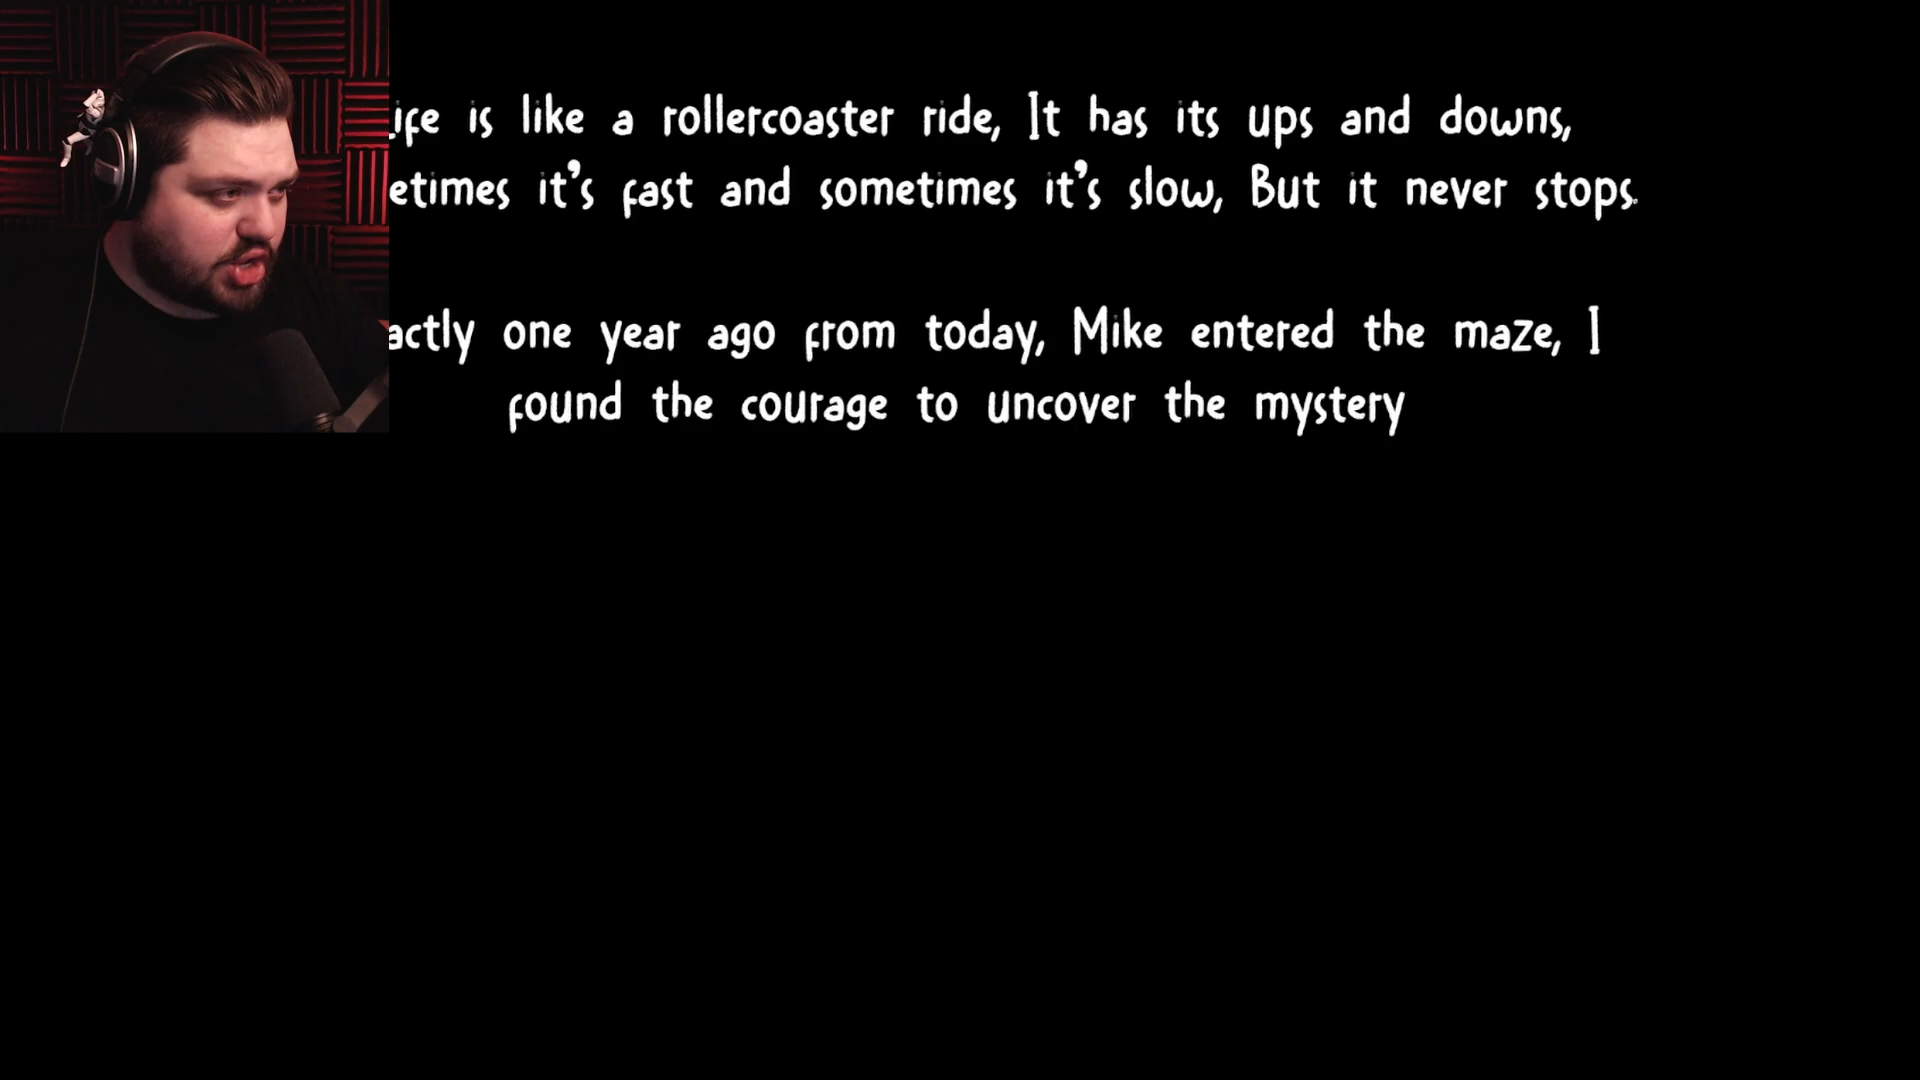 ife is like a rollercoaster ride, It has its ups and downs,
etimes it's fast and sometimes it's slow, But it never stops.
actly one year ago from today, Mike entered the maze, I
found the courage to uncover the mystery